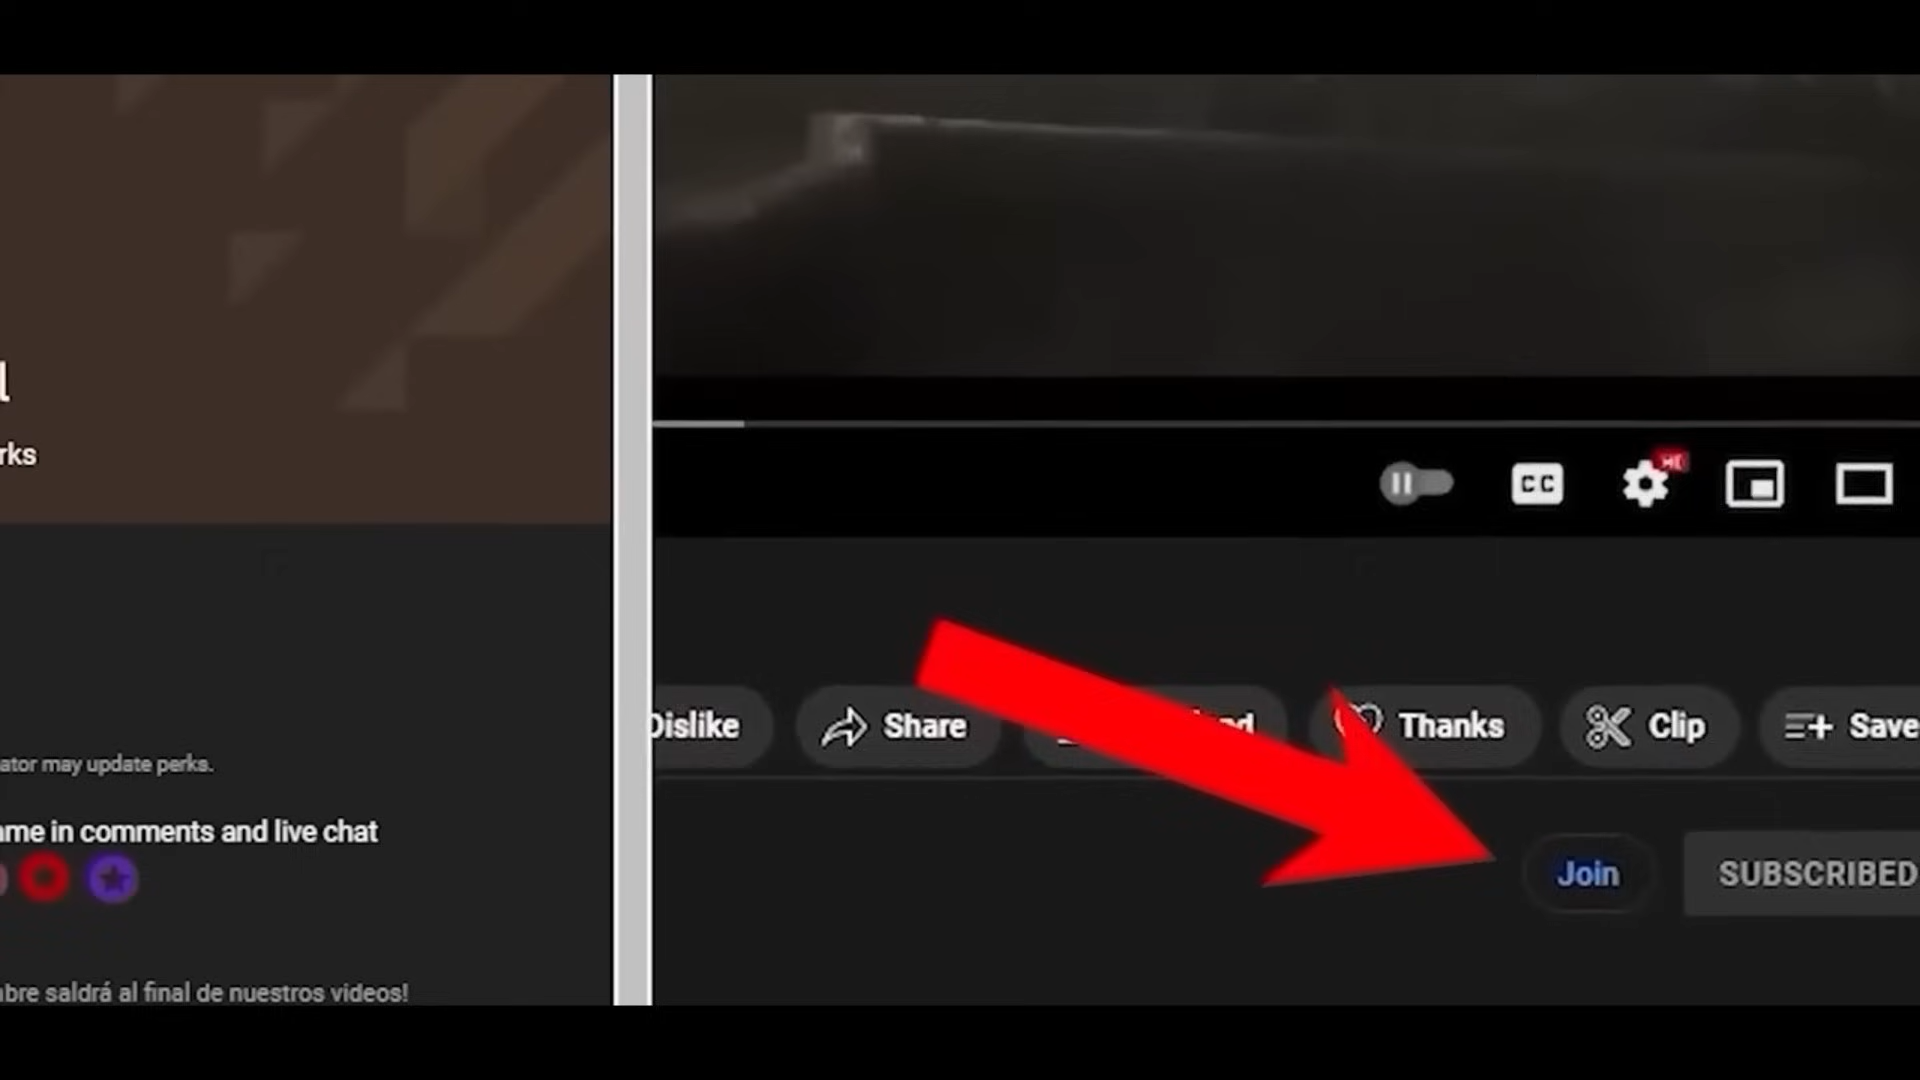 l
rks
ator may update perks.
ame in comments and live chat
bre saldrá al final de nuestros videos!
CC
HD
Dislike
Share
Thanks
Clip
Save
Join
SUBSCRIBED